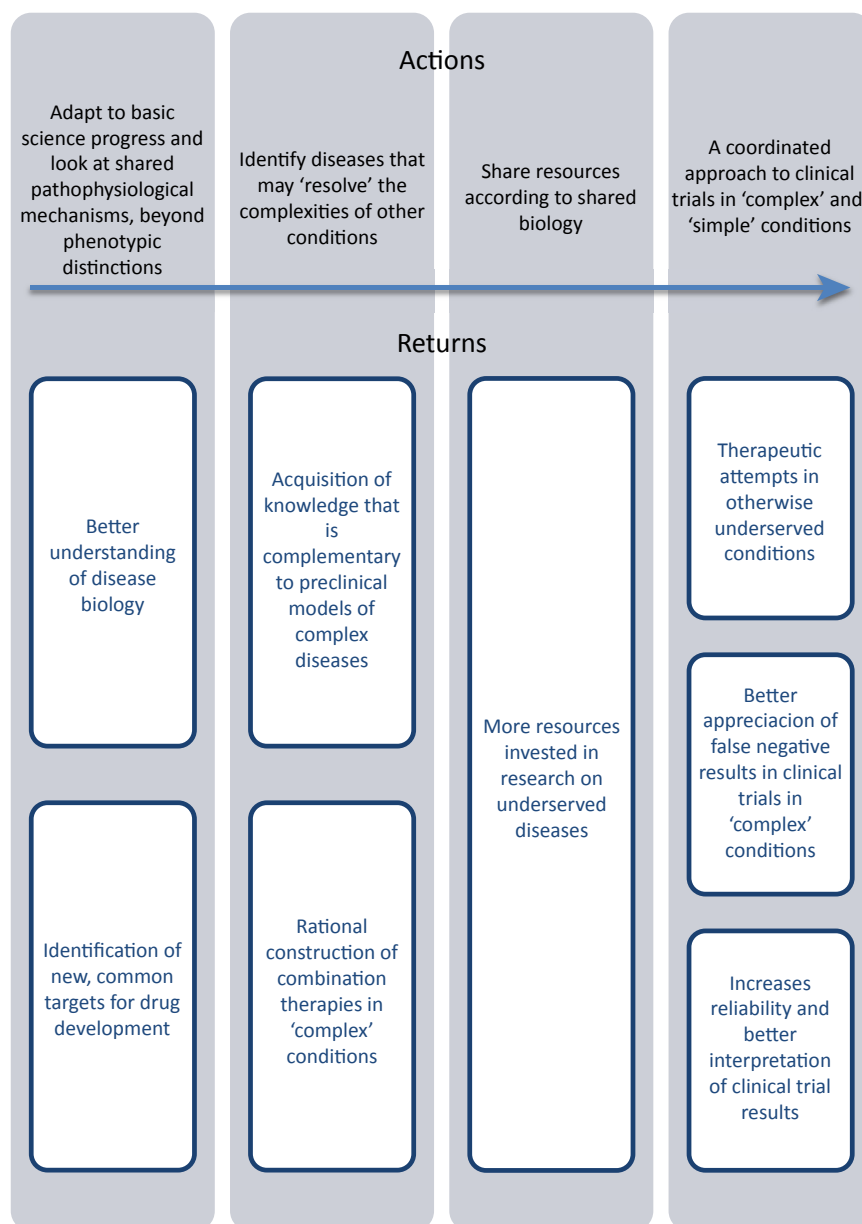 Actions
Adapt to basic
science progress and
look at shared
pathophysiological
mechanisms, beyond
phenotypic
distinctions
Identify diseases that
may ‘resolve’ the
complexities of other
conditions
Share resources
according to shared
biology
A coordinated
approach to clinical
trials in ‘complex’ and
‘simple’ conditions
Returns
Better
understanding
of disease
biology
Identification of
new, common
targets for drug
development
Acquisition of
knowledge that
is
complementary
to preclinical
models of
complex
diseases
Rational
construction of
combination
therapies in
‘complex’
conditions
More resources
invested in
research on
underserved
diseases
Therapeutic
attempts in
otherwise
underserved
conditions
Better
appreciacion of
false negative
results in clinical
trials in
‘complex’
conditions
Increases
reliability and
better
interpretation
of clinical trial
results